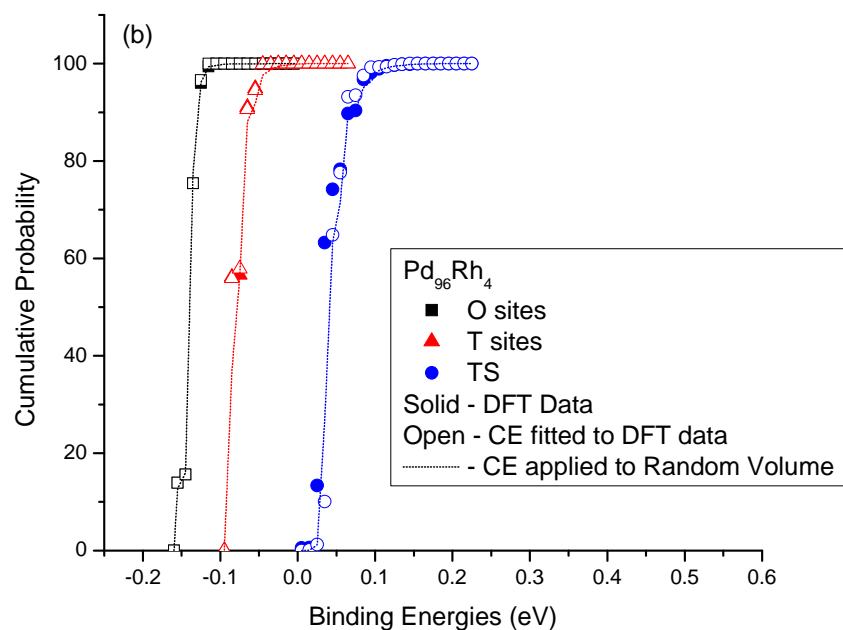 (b)
100
80
60
40
20
0
Cumulative Probability
Pd96Rh4
O sites
T sites
TS
Solid - DFT Data
Open - CE fitted to DFT data
- CE applied to Random Volume
-0.2 -0.1 0.0 0.1 0.2 0.3 0.4 0.5 0.6
Binding Energies (eV)